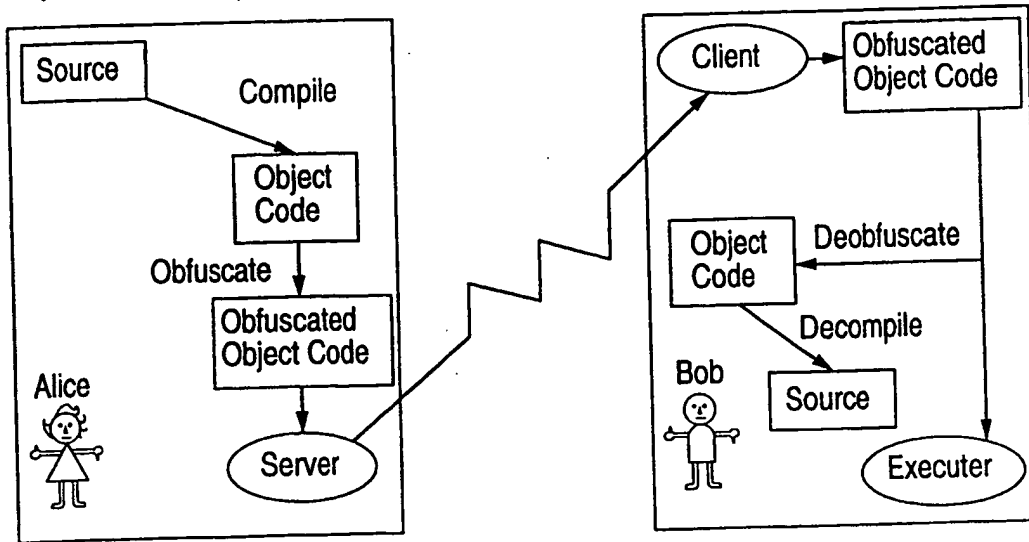 Source
Compile
Object
Code
Obfuscate
Obfuscated
Object Code
Alice
Server
Client
Obfuscated
Object Code
Object
Code
Deobfuscate
Decompile
Bob
Source
Executer